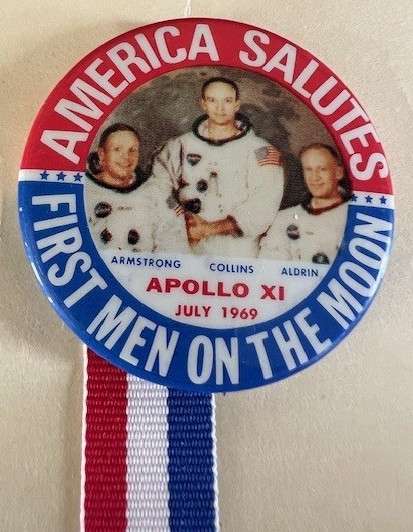 AMERICA SALUTES
ARMSTRONG COLLINS ALDRIN
APOLLO XI
JULY 1969
FIRST MEN ON THE MOON